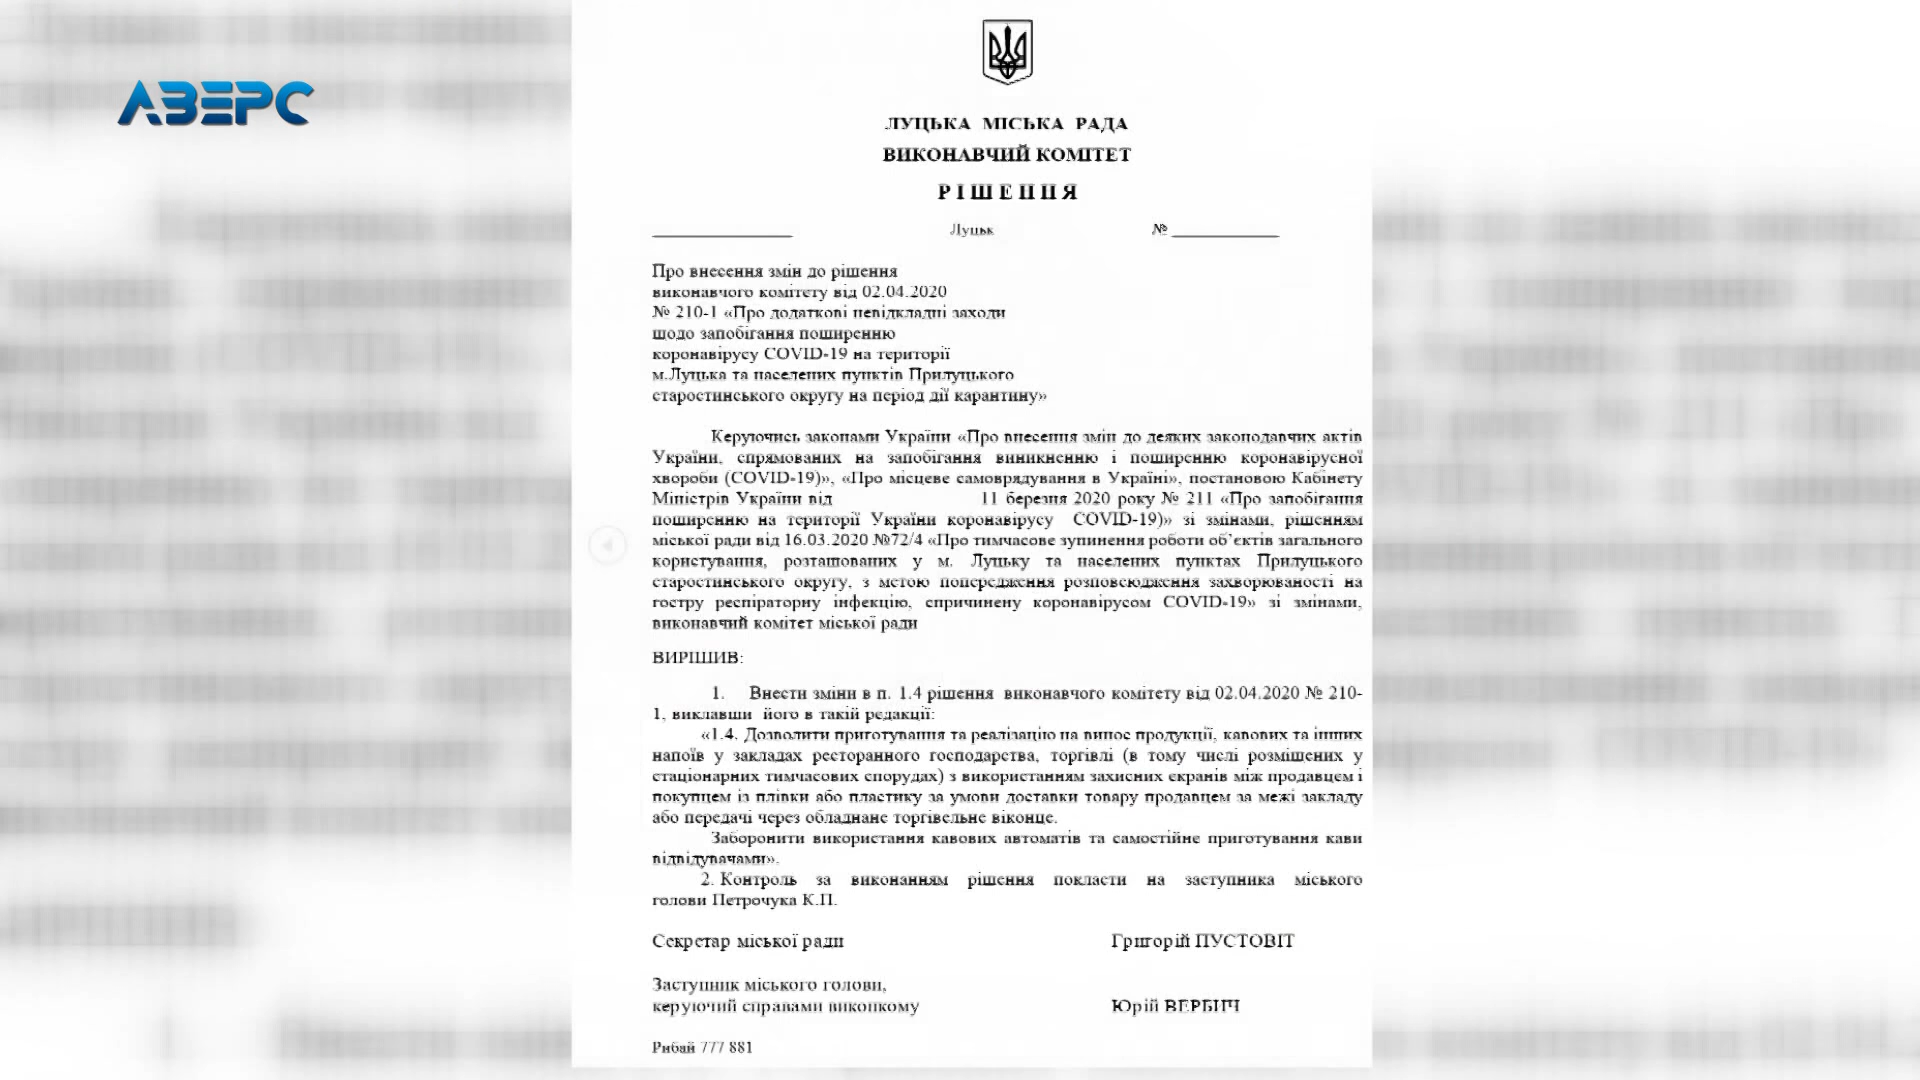 АВЕРС
ЛУЦЬКА МІСЬКА РАДА
ВИКОНАВЧИЙ КОМІТЕТ
РІШЕННЯ
Луцьк №
Про внесення змін до рішення
виконавчого комітету від 02.04.2020
№ 210-1 «Про додаткові невідкладні заходи
щодо запобігання поширенню
коронавірусу COVID-19 на території
м.Луцька та населених пунктів Прилуцького
старостинського округу на період дії карантину»
Керуючись законами України «Про внесення змін до деяких законодавчих актів
України, спрямованих на запобігання виникненню і поширенню коронавірусної
хвороби (COVID-19)», «Про місцеве самоврядування в Україні», постановою Кабінету
Міністрів України від 11 березня 2020 року № 211 «Про запобігання
поширенню на території України коронавірусу COVID-19)» зі змінами, рішенням
міської ради від 16.03.2020 №72/4 «Про тимчасове зупинення роботи об’єктів загального
користування, розташованих у м. Луцьку та населених пунктах Прилуцького
старостинського округу, з метою попередження розповсюдження захворюваності на
гостру респіраторну інфекцію, спричинену коронавірусом COVID-19» зі змінами,
виконавчий комітет міської ради
ВИРІШИВ:
1. Внести зміни в п. 1.4 рішення виконавчого комітету від 02.04.2020 № 210-
1, виклавши його в такій редакції:
«1.4. Дозволити приготування та реалізацію на винос продукції, кавових та інших
напоїв у закладах ресторанного господарства, торгівлі (в тому числі розміщених у
стаціонарних тимчасових спорудах) з використанням захисних екранів між продавцем і
покупцем із плівки або пластику за умови доставки товару продавцем за межі закладу
або передачі через обладнане торгівельне віконце.
Заборонити використання кавових автоматів та самостійне приготування кави
відвідувачами».
2. Контроль за виконанням рішення покласти на заступника міського
голови Петрочука К.П.
Секретар міської ради Григорій ПУСТОВІТ
Заступник міського голови,
керуючий справами виконкому Юрій ВЕРБИЧ
Рибай 777 881